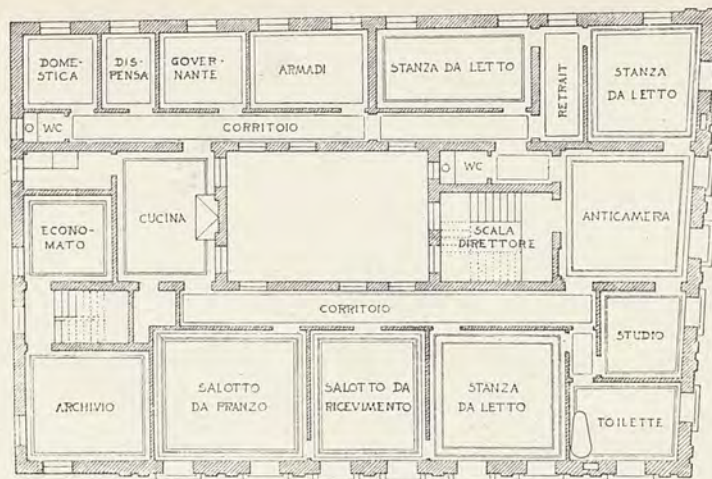 DOME-
STICA
DIS-
PENSA
GOVER-
NANTE
ARMADI
STANZA DA LETTO
RETRAIT
STANZA
DA LETTO
WC
CORRITOIO
WC
CUCINA
ECONO-
MATO
SCALA
DIRETTORE
ANTICAMERA
CORRITOIO
STUDIO
ARCHIVIO
SALOTTO
DA PRANZO
SALOTTO DA
RICEVIMENTO
STANZA
DA LETTO
TOILETTE